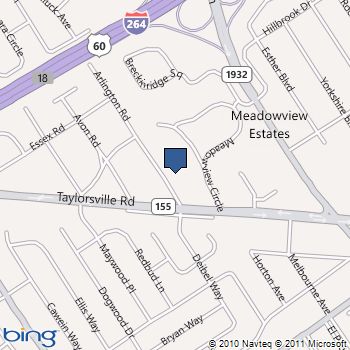 264
60
18
1932
Hillbrook Dr
Breckinridge Sq
Esther Blvd
Yorkshire Blvd
Arlington Rd
Avon Rd
Essex Rd
Meadowview
Estates
Meadowview Circle
Taylorsville Rd
155
Maywood Pl
Redbud Ln
Deibel Way
Horton Ave
Melbourne Ave
Dogwood Dr
Ellis Way
Cawein Way
Bryan Way
bing
© 2010 Navteq © 2011 Microsoft